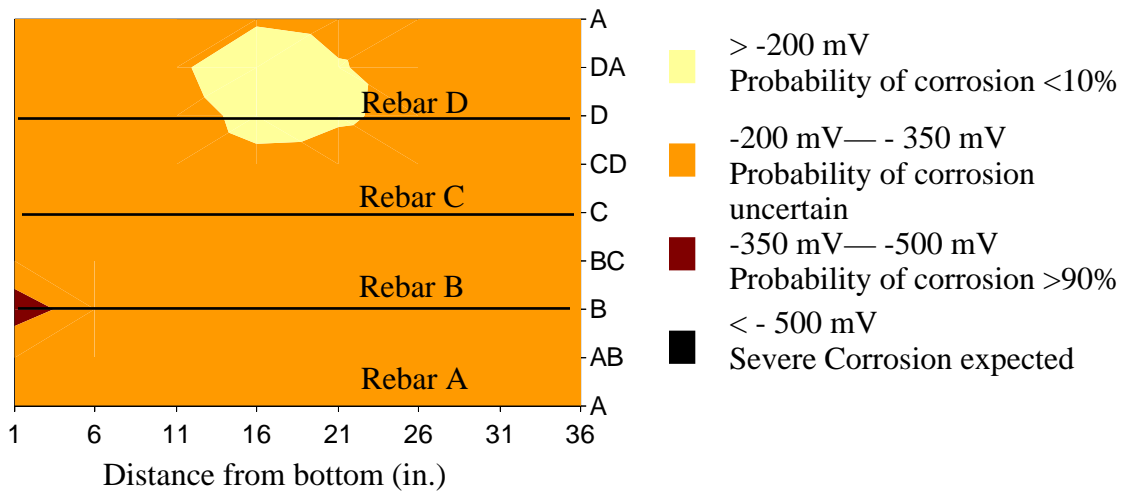 A
DA
D
CD
C
BC
B
AB
A
Rebar D
Rebar C
Rebar B
Rebar A
1 6 11 16 21 26 31 36
Distance from bottom (in.)
> -200 mV
Probability of corrosion <10%
-200 mV— - 350 mV
Probability of corrosion
uncertain
-350 mV— -500 mV
Probability of corrosion >90%
< - 500 mV
Severe Corrosion expected